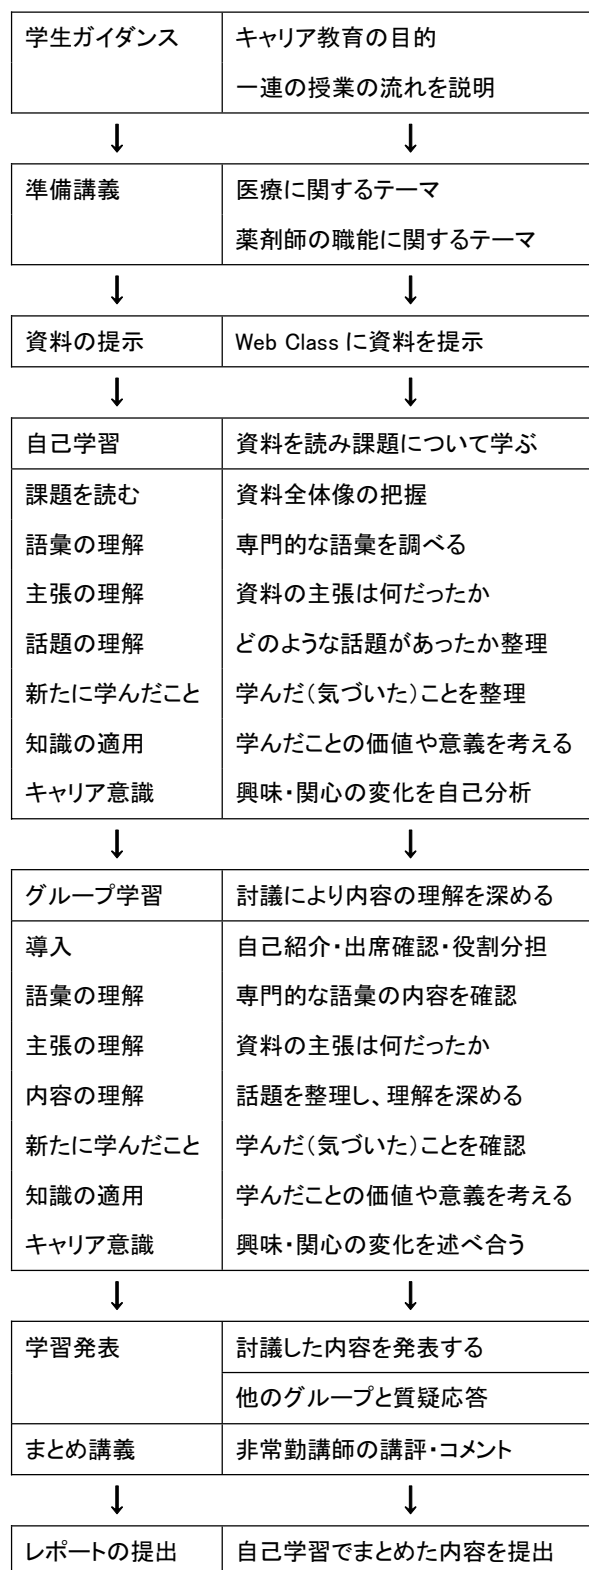 学生ガイダンス キャリア教育の目的
一連の授業の流れを説明
↓ ↓
準備講義 医療に関するテーマ
薬剤師の職能に関するテーマ
↓ ↓
資料の提示 Web Class に資料を提示
↓ ↓
自己学習 資料を読み課題について学ぶ
課題を読む 資料全体像の把握
語彙の理解 専門的な語彙を調べる
主張の理解 資料の主張は何だったか
話題の理解 どのような話題があったか整理
新たに学んだこと 学んだ(気づいた)ことを整理
知識の適用 学んだことの価値や意義を考える
キャリア意識 興味・関心の変化を自己分析
↓ ↓
グループ学習 討議により内容の理解を深める
導入 自己紹介・出席確認・役割分担
語彙の理解 専門的な語彙の内容を確認
主張の理解 資料の主張は何だったか
内容の理解 話題を整理し、理解を深める
新たに学んだこと 学んだ(気づいた)ことを確認
知識の適用 学んだことの価値や意義を考える
キャリア意識 興味・関心の変化を述べ合う
↓ ↓
学習発表 討議した内容を発表する
他のグループと質疑応答
まとめ講義 非常勤講師の講評・コメント
↓ ↓
レポートの提出 自己学習でまとめた内容を提出